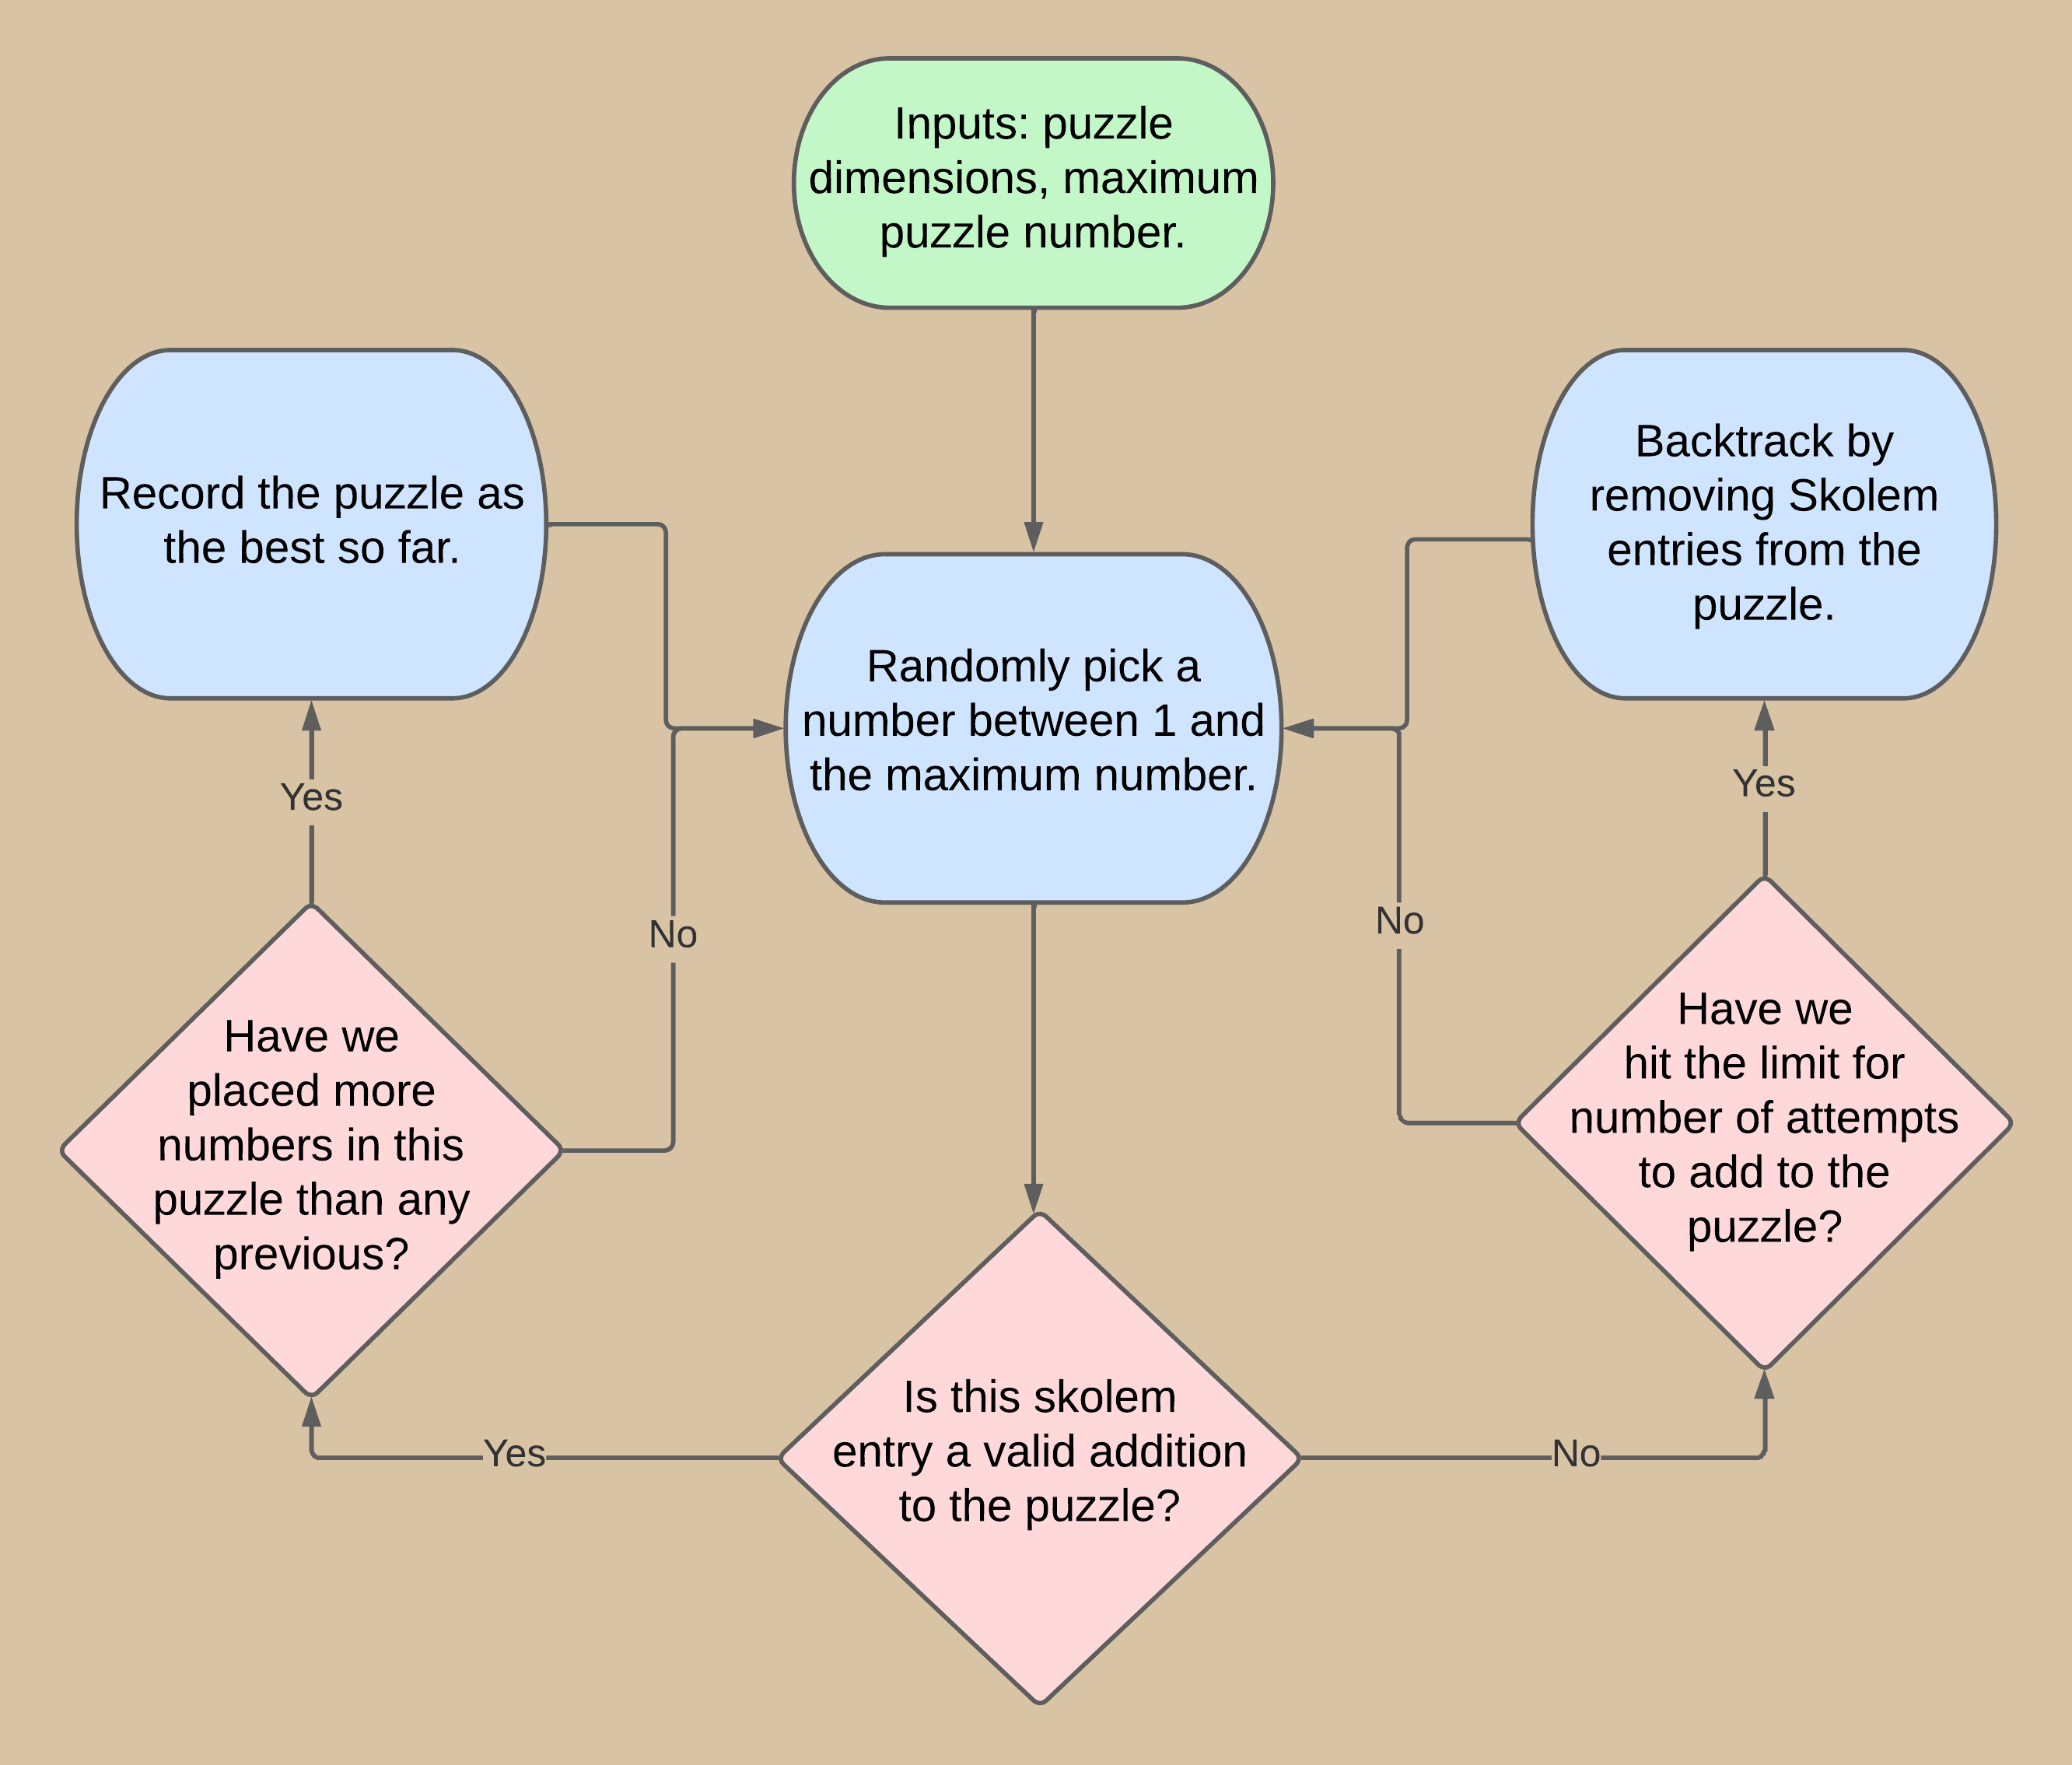 Inputs: puzzle
dimensions, maximum
puzzle number.
Record the puzzle as
the best so far.
Backtrack by
removing Skolem
entries from the
puzzle.
Randomly pick a
number between 1 and
the maximum number.
Yes
Yes
No
No
Have we
placed more
numbers in this
puzzle than any
previous?
Have we
hit the limit for
number of attempts
to add to the
puzzle?
Is this skolem
entry a valid addition
to the puzzle?
Yes
No